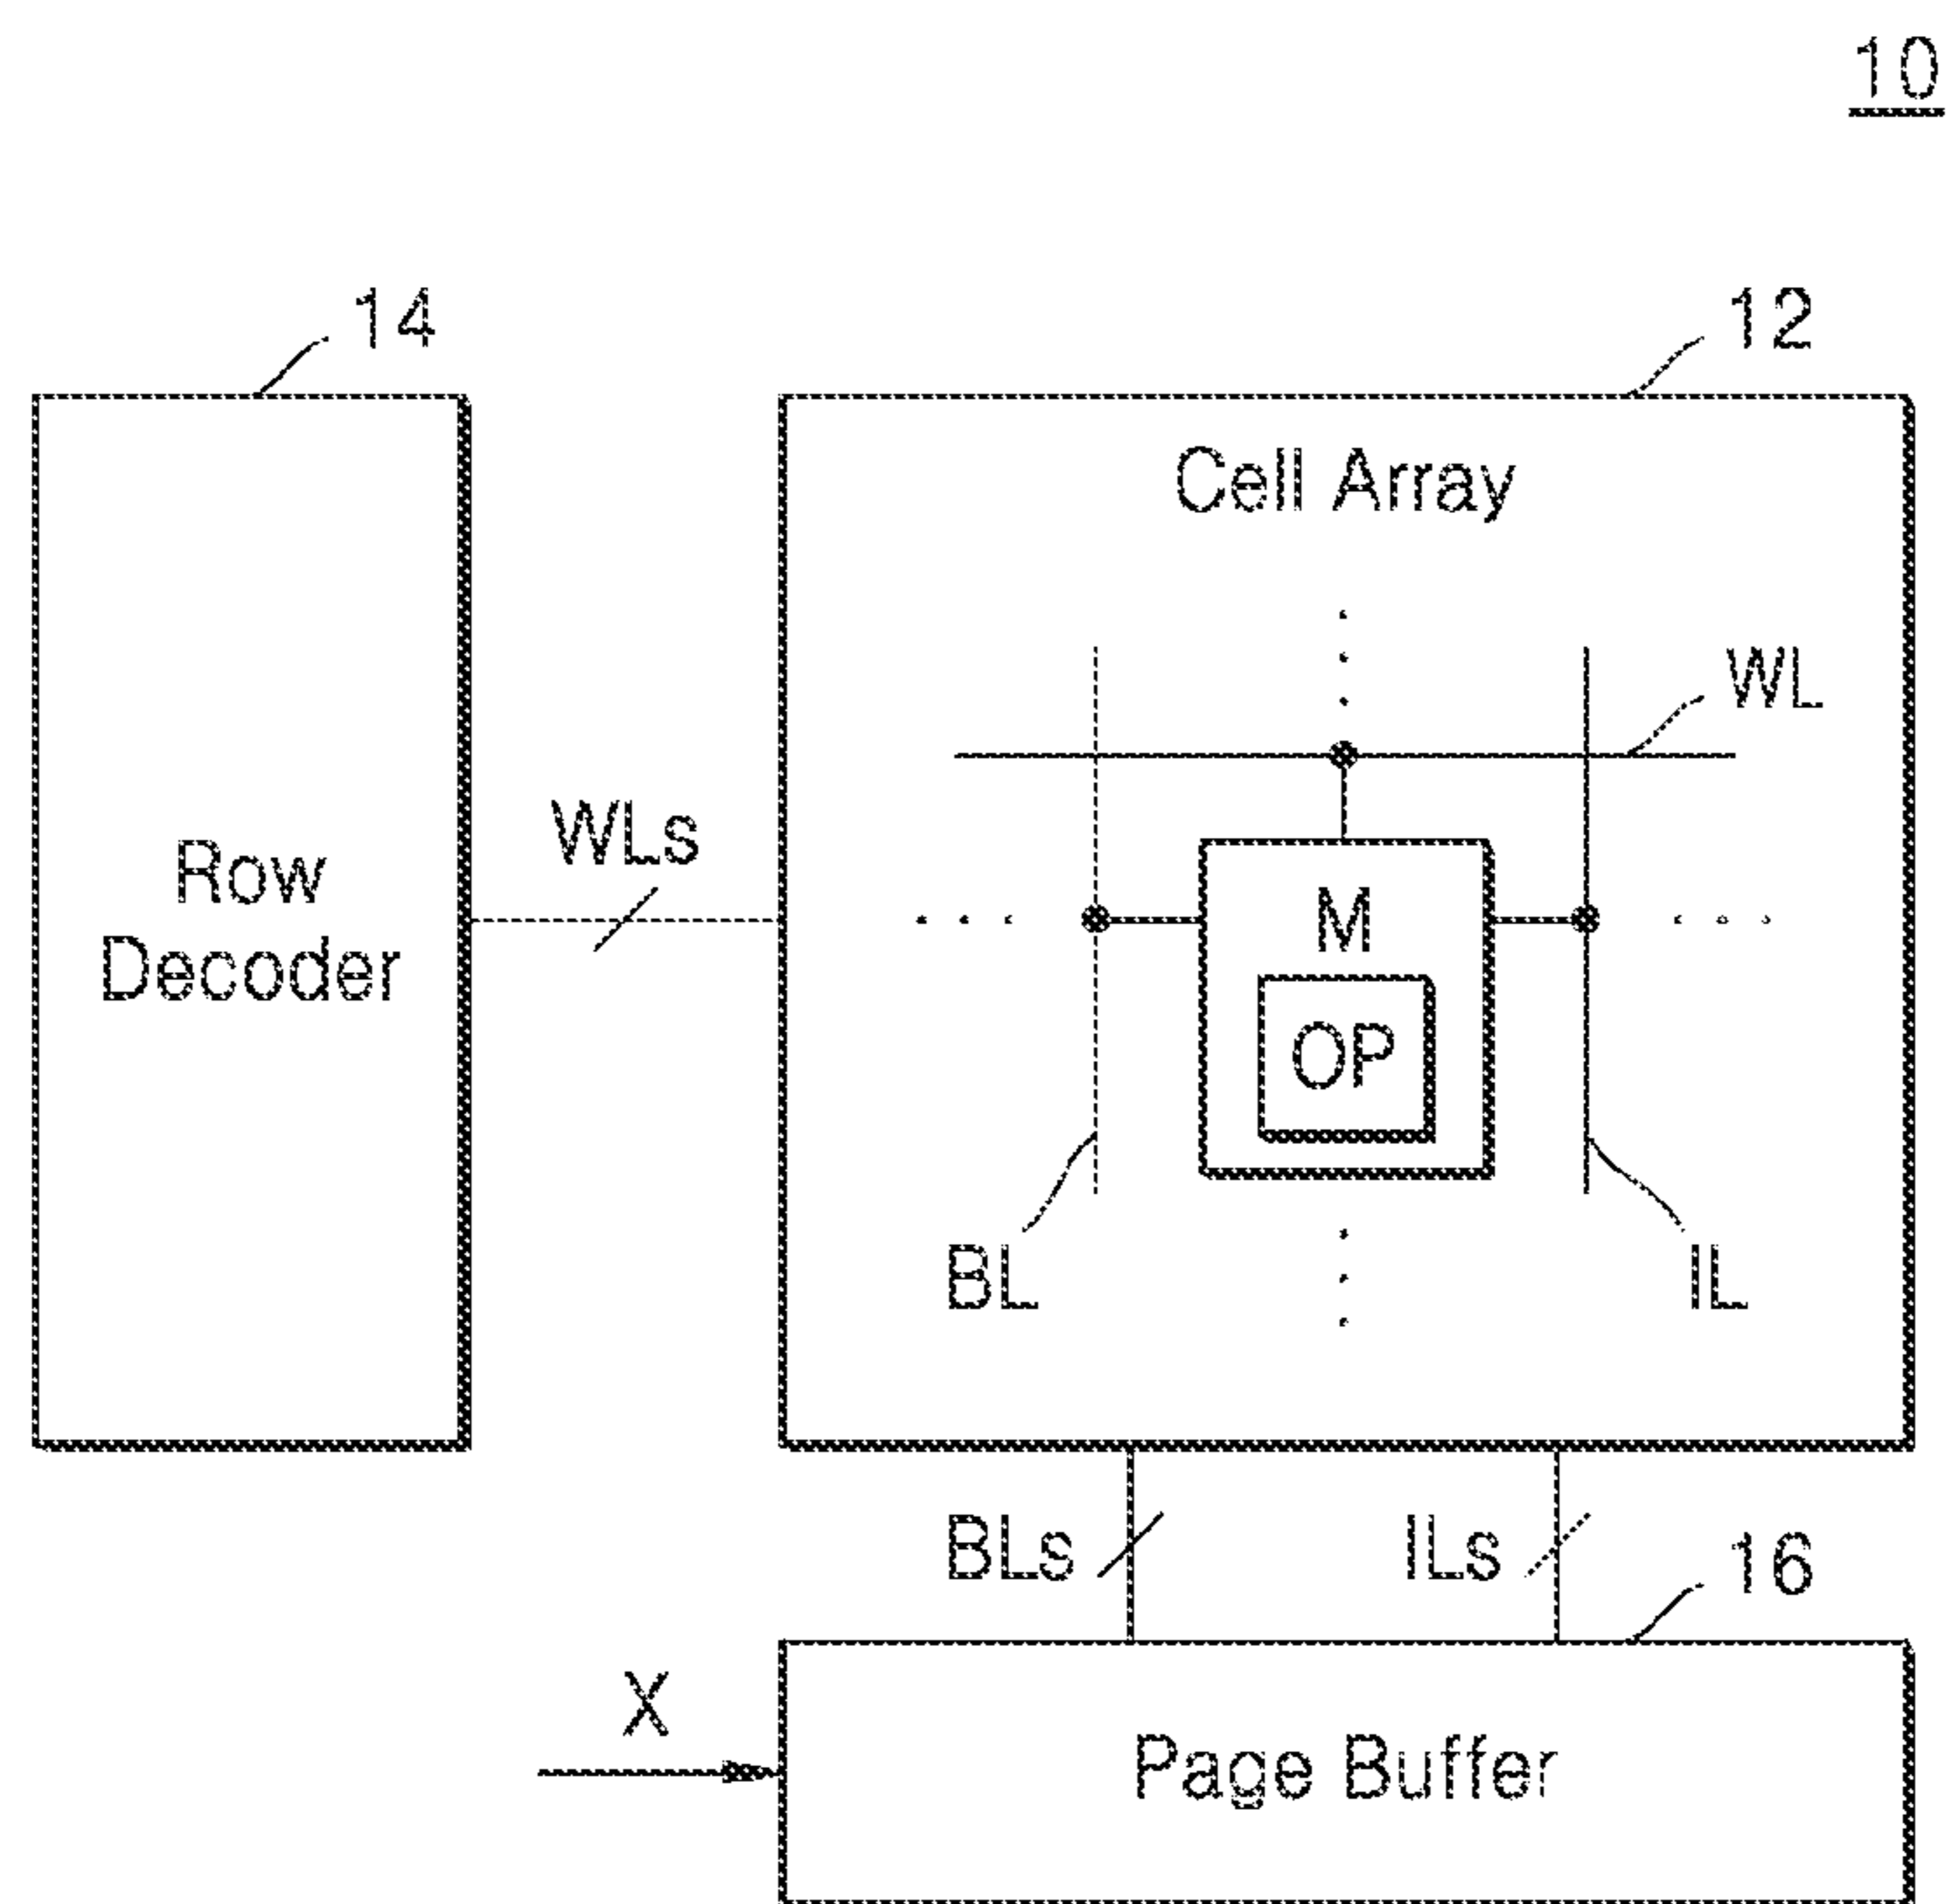 10
14
12
Cell Array
WL
WLs
Row
Decoder
M
OP
BL
IL
BLs
ILs
16
X
Page Buffer